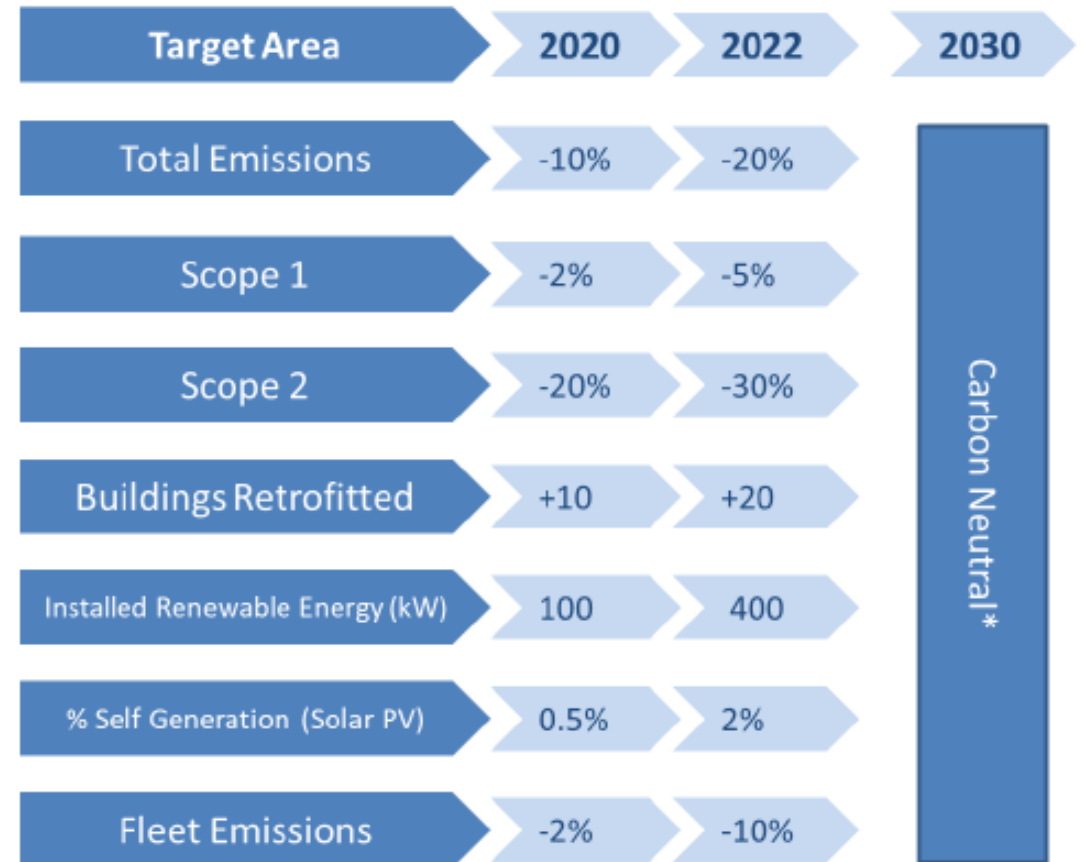 Target Area 2020 2022 2030
Total Emissions -10% -20%
Scope 1 -2% -5%
Scope 2 -20% -30%
Buildings Retrofitted +10 +20
Installed Renewable Energy (kW) 100 400
% Self Generation (Solar PV) 0.5% 2%
Fleet Emissions -2% -10%
Carbon Neutral*